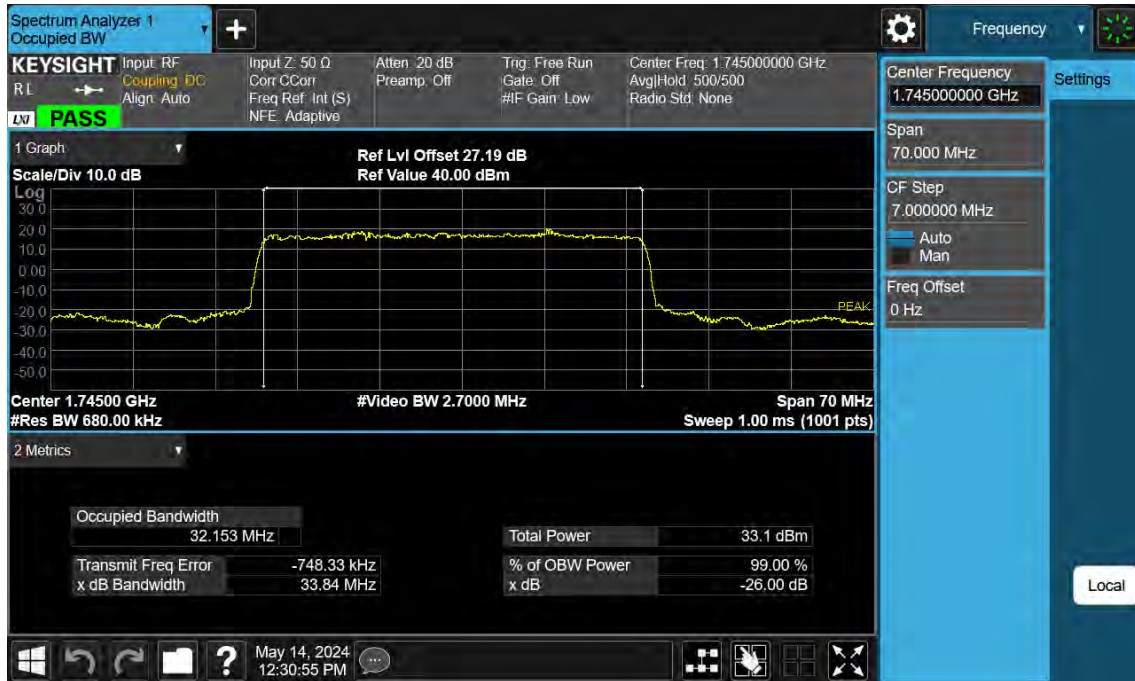 Spectrum Analyzer 1
Occupied BW
+
Frequency
KEYSIGHT
R L
LXI
PASS
Input: RF
Coupling: DC
Align: Auto
Input Z: 50 Ω
Corr CCorr
Freq Ref: Int (S)
NFE: Adaptive
Atten: 20 dB
Preamp: Off
Trig: Free Run
Gate: Off
#IF Gain: Low
Center Freq: 1.745000000 GHz
Avg|Hold: 500/500
Radio Std: None
Center Frequency
1.745000000 GHz
Settings
Span
70.000 MHz
CF Step
7.000000 MHz
Auto
Man
Freq Offset
0 Hz
Local
1 Graph
Scale/Div 10.0 dB
Ref Lvl Offset 27.19 dB
Ref Value 40.00 dBm
Log
30.0
20.0
10.0
0.00
-10.0
-20.0
-30.0
-40.0
-50.0
PEAK
Center 1.74500 GHz
#Video BW 2.7000 MHz
Span 70 MHz
#Res BW 680.00 kHz
Sweep 1.00 ms (1001 pts)
2 Metrics
Occupied Bandwidth
32.153 MHz
Total Power 33.1 dBm
Transmit Freq Error -748.33 kHz
% of OBW Power 99.00 %
x dB Bandwidth 33.84 MHz
x dB -26.00 dB
?
May 14, 2024
12:30:55 PM